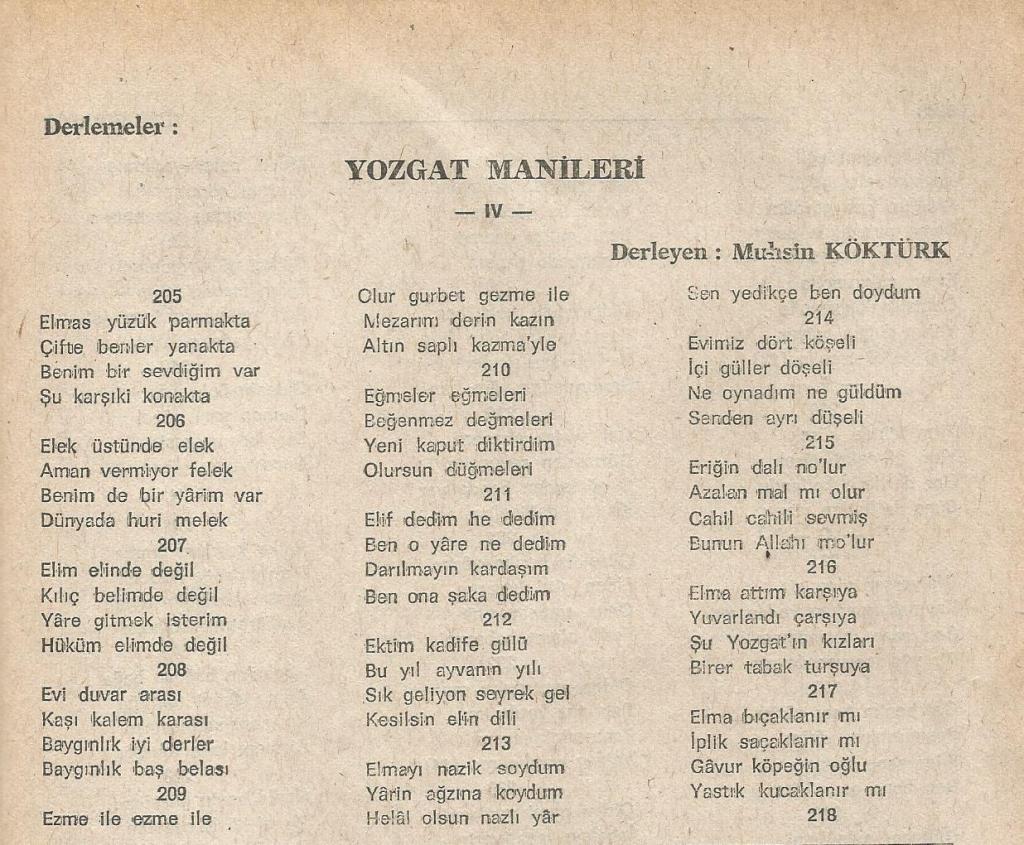 Derlemeler :
YOZGAT MANİLERİ
— IV —
Derleyen : Muhsin KÖKTÜRK
205
Elmas yüzük parmakta
Çifte benler yanakta
Benim bir sevdiğim var
Şu karşıki konakta
206
Elek üstünde elek
Aman vermiyor felek
Benim de bir yârim var
Dünyada huri melek
207
Elim elinde değil
Kılıç belimde değil
Yâre gitmek isterim
Hüküm elimde değil
208
Evi duvar arası
Kaşı kalem karası
Baygınlık iyi derler
Baygınlık baş belası
209
Ezme ile ezme ile
Olur gurbet gezme ile
Mezarım derin kazın
Altın saplı kazma'yle
210
Eğmeler eğmeleri
Beğenmez değmeleri
Yeni kaput diktirdim
Olursun düğmeleri
211
Elif dedim he dedim
Ben o yâre ne dedim
Darılmayın kardaşım
Ben ona şaka dedim
212
Ektim kadife gülü
Bu yıl ayvanın yılı
Sık geliyon seyrek gel
Kesilsin elin dili
213
Elmayı nazik soydum
Yârin ağzına koydum
Helâl olsun nazlı yâr
Sen yedikçe ben doydum
214
Evimiz dört köşeli
İçi güller döşeli
Ne oynadım ne güldüm
Senden ayrı düşeli
215
Eriğin dalı no'lur
Azalan mal mı olur
Cahil cahili sevmiş
Bunun Allahı mo'lur
216
Elma attım karşıya
Yuvarlandı çarşıya
Şu Yozgat'ın kızları
Birer tabak turşuya
217
Elma bıçaklanır mı
İplik saçaklanır mı
Gâvur köpeğin oğlu
Yastık kucaklanır mı
218